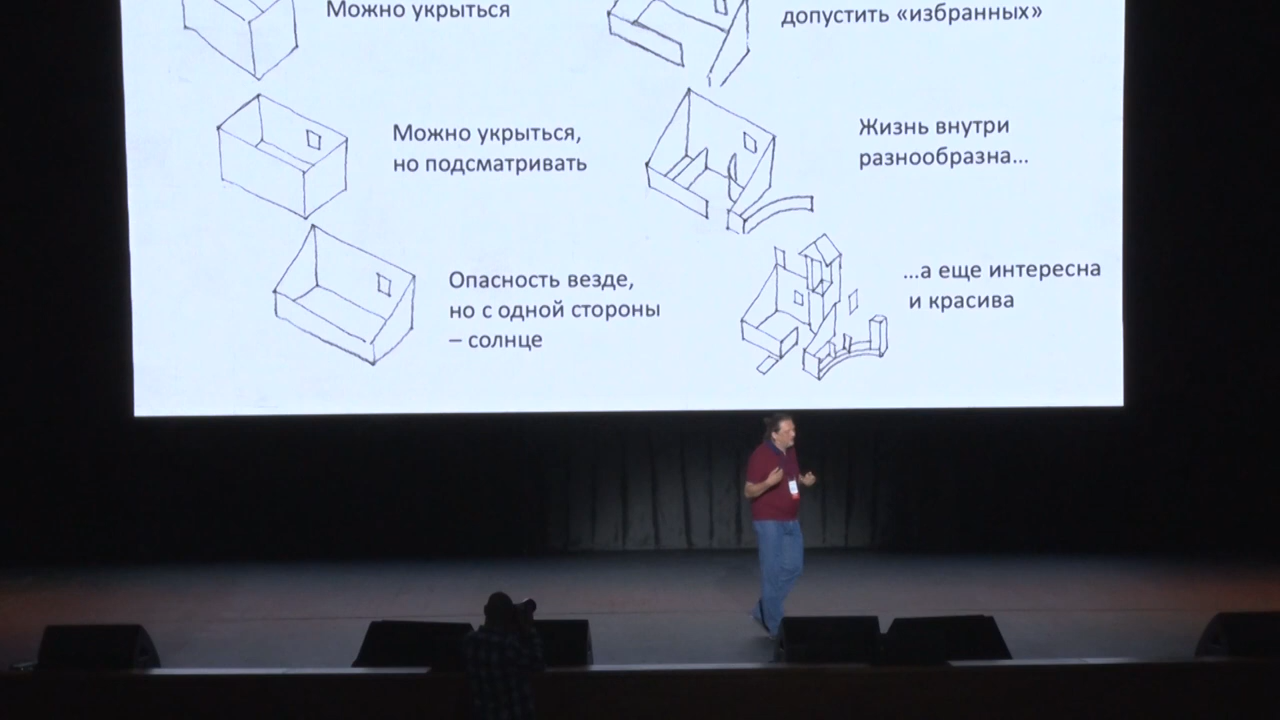 Можно укрыться
Можно укрыться,
но подсматривать
Опасность везде,
но с одной стороны
– солнце
допустить «избранных»
Жизнь внутри
разнообразна...
...а еще интересна
и красива